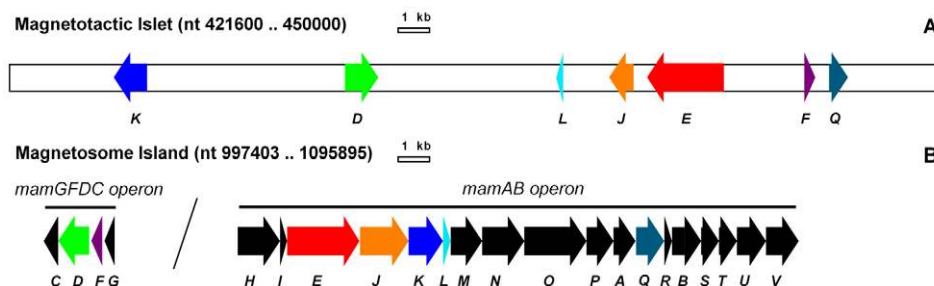 Magnetotactic Islet (nt 421600 .. 450000) 1 kb A
K D L J E F Q
Magnetosome Island (nt 997403 .. 1095895) 1 kb B
mamGFDC operon mamAB operon
C D F G H I E J K L M N O P A Q R B S T U V